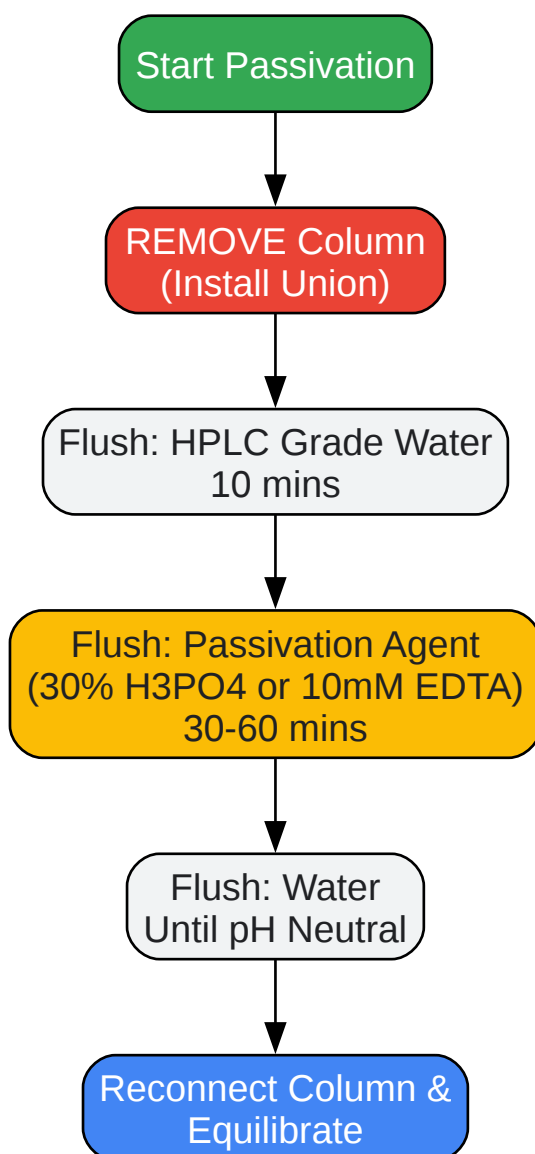 Start Passivation
REMOVE Column
(Install Union)
Flush: HPLC Grade Water
10 mins
Flush: Passivation Agent
(30% H3PO4 or 10mM EDTA)
30-60 mins
Flush: Water
Until pH Neutral
Reconnect Column &
Equilibrate